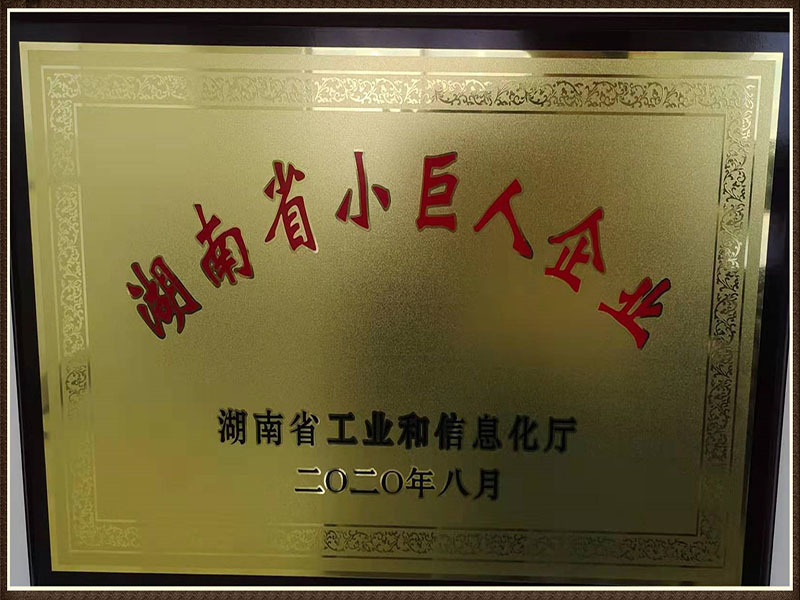 湖南省小巨人企业
湖南省工业和信息化厅
二〇二〇年八月